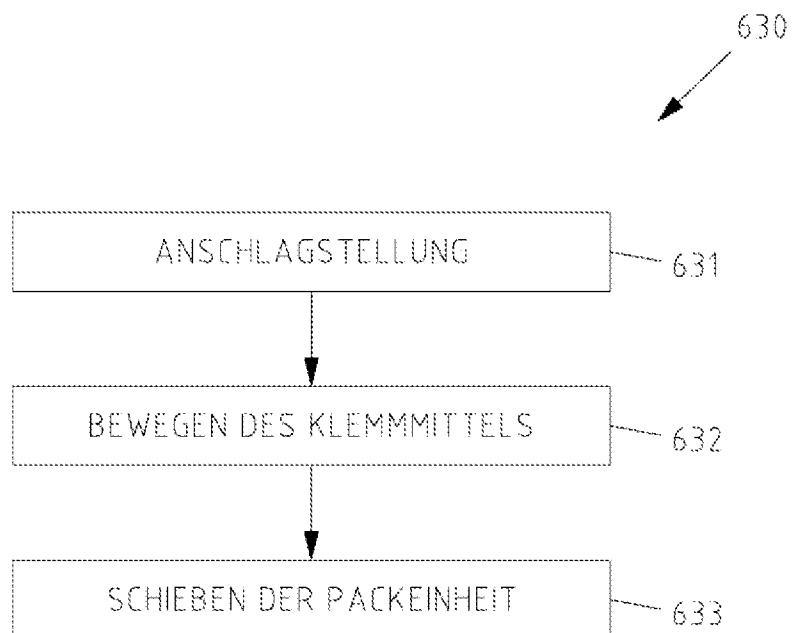 630
ANSCHLAGSTELLUNG
631
BEWEGEN DES KLEMMMITTELS
632
SCHIEBEN DER PACKEINHEIT
633